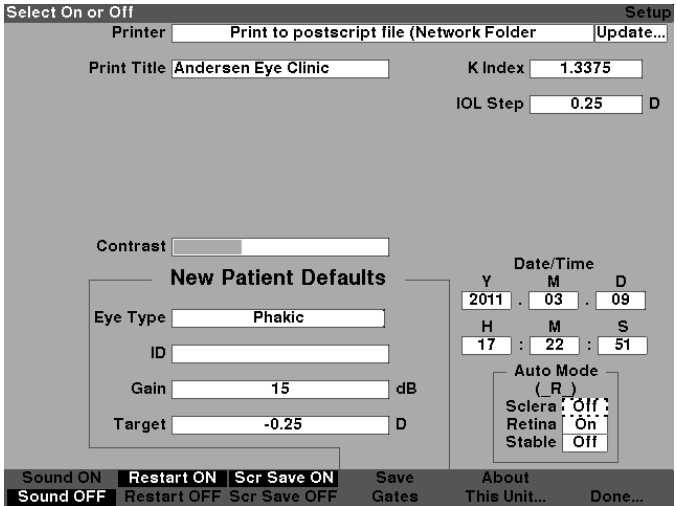 Select On or Off Setup
Printer Print to postscript file (Network Folder Update...
Print Title Andersen Eye Clinic K Index 1.3375
IOL Step 0.25 D
Contrast
New Patient Defaults
Date/Time
Y M D
2011 . 03 . 09
Eye Type Phakic
H M S
17 : 22 : 51
ID
Auto Mode
(_R_)
Gain 15 dB
Sclera Off
Retina On
Target -0.25 D
Stable Off
Sound ON Restart ON Scr Save ON Save About
Sound OFF Restart OFF Scr Save OFF Gates This Unit... Done...